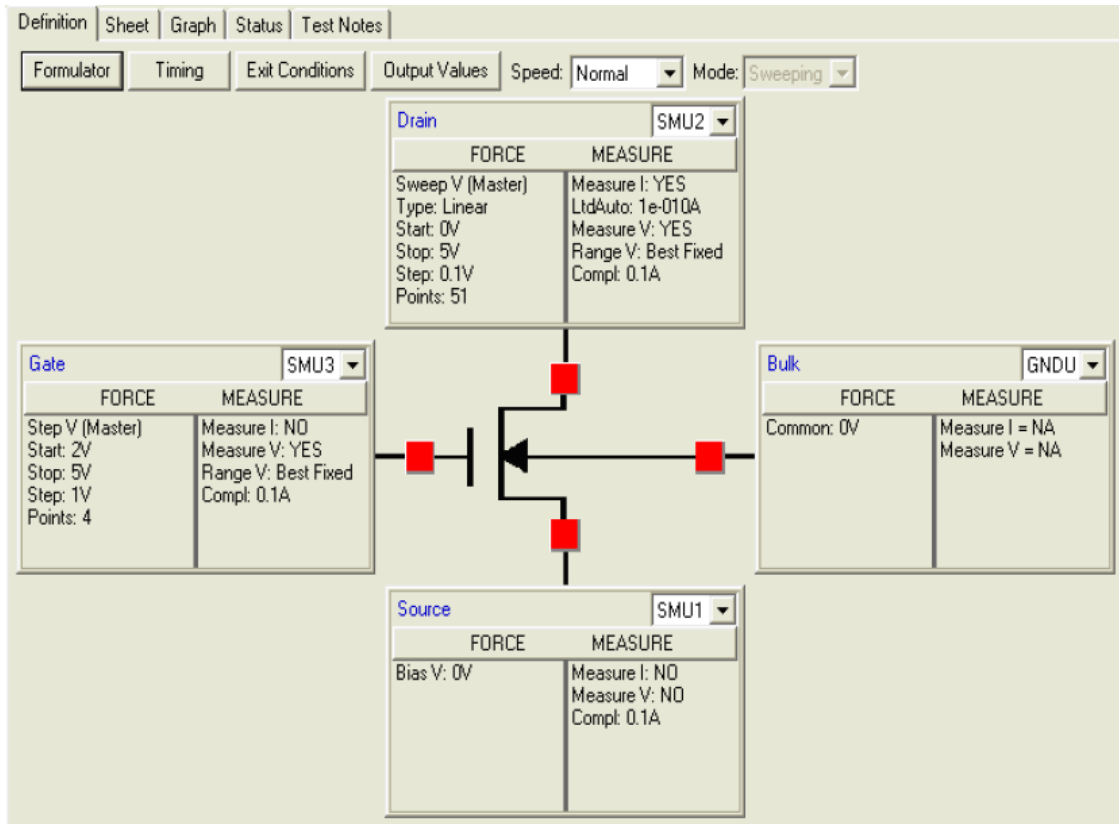 Definition Sheet Graph Status Test Notes
Formulator Timing Exit Conditions Output Values Speed: Normal Mode: Sweeping
Drain SMU2
FORCE MEASURE
Sweep V (Master) Measure I: YES
Type: Linear LtdAuto: 1e-010A
Start: 0V Measure V: YES
Stop: 5V Range V: Best Fixed
Step: 0.1V Compl: 0.1A
Points: 51
Gate SMU3
FORCE MEASURE
Step V (Master) Measure I: NO
Start: 2V Measure V: YES
Stop: 5V Range V: Best Fixed
Step: 1V Compl: 0.1A
Points: 4
Bulk GNDU
FORCE MEASURE
Common: 0V Measure I = NA
Measure V = NA
Source SMU1
FORCE MEASURE
Bias V: 0V Measure I: NO
Measure V: NO
Compl: 0.1A